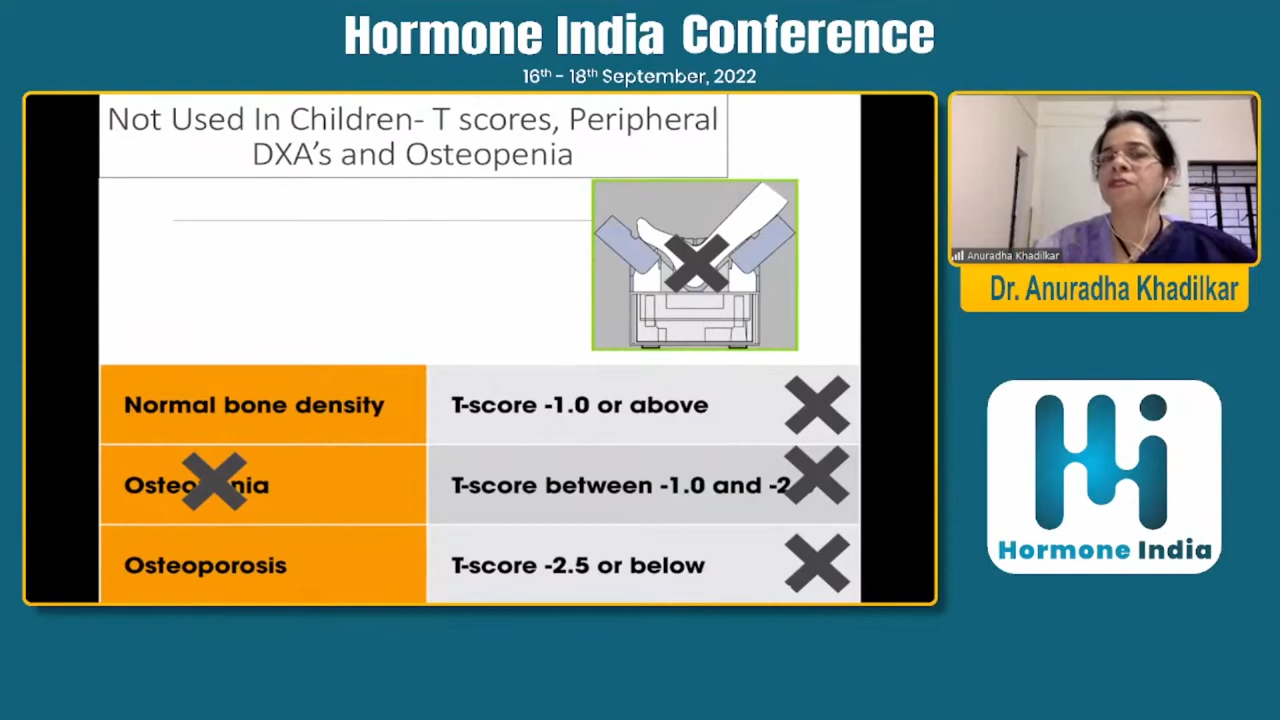 Hormone India Conference
16th - 18th September, 2022
Not Used In Children- T scores, Peripheral
DXA's and Osteopenia
Anuradha Khadilkar
Dr. Anuradha Khadilkar
Normal bone density
T-score -1.0 or above
T-score between -1.0 and -2
Osteoporosis
T-score -2.5 or below
Hi
Hormone India